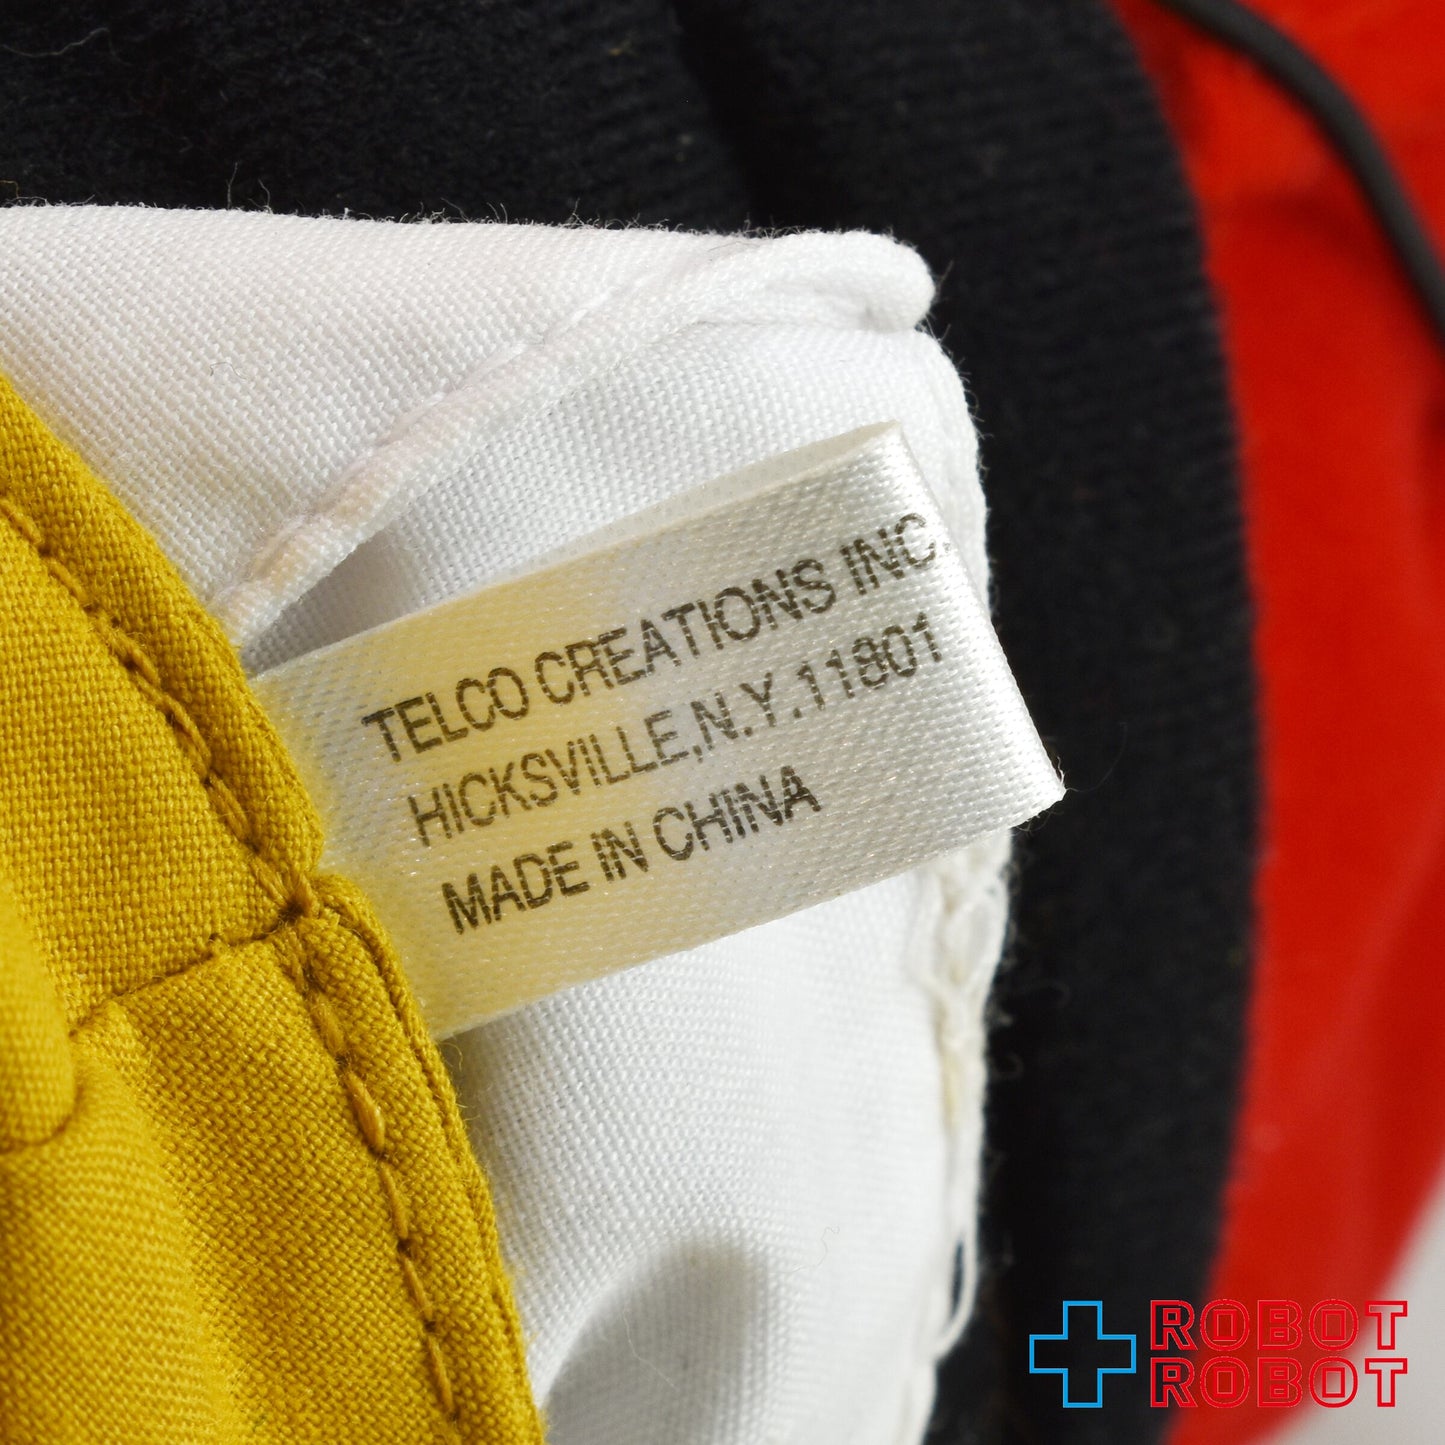 TELCO CREATIONS INC.
HICKSVILLE,N.Y.11801
MADE IN CHINA
ROBOT
ROBOT